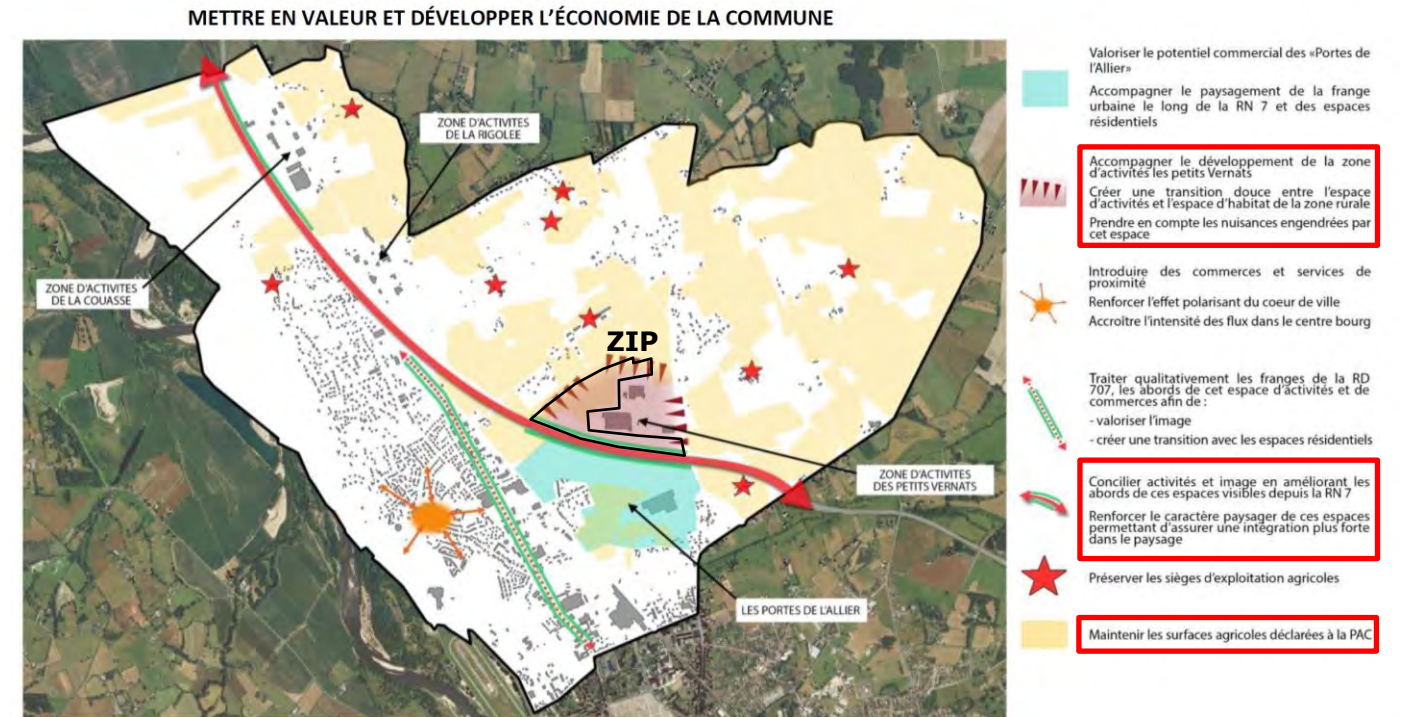 METTRE EN VALEUR ET DÉVELOPPER L'ÉCONOMIE DE LA COMMUNE
ZONE D'ACTIVITES
DE LA RIGOLEE
ZONE D'ACTIVITES
DE LA COUASSE
ZIP
ZONE D'ACTIVITES
DES PETITS VERNATS
LES PORTES DE L'ALLIER
Valoriser le potentiel commercial des «Portes de
l'Allier»
Accompagner le paysagement de la frange
urbaine le long de la RN 7 et des espaces
résidentiels
Accompagner le développement de la zone
d'activités les petits Vernats
Créer une transition douce entre l'espace
d'activités et l'espace d'habitat de la zone rurale
Prendre en compte les nuisances engendrées par
cet espace
Introduire des commerces et services de
proximité
Renforcer l'effet polarisant du coeur de ville
Accroître l'intensité des flux dans le centre bourg
Traiter qualitativement les franges de la RD
707, les abords de cet espace d'activités et de
commerces afin de :
- valoriser l'image
- créer une transition avec les espaces résidentiels
Concilier activités et image en améliorant les
abords de ces espaces visibles depuis la RN 7
Renforcer le caractère paysager de ces espaces
permettant d'assurer une intégration plus forte
dans le paysage
Préserver les sièges d'exploitation agricoles
Maintenir les surfaces agricoles déclarées à la PAC